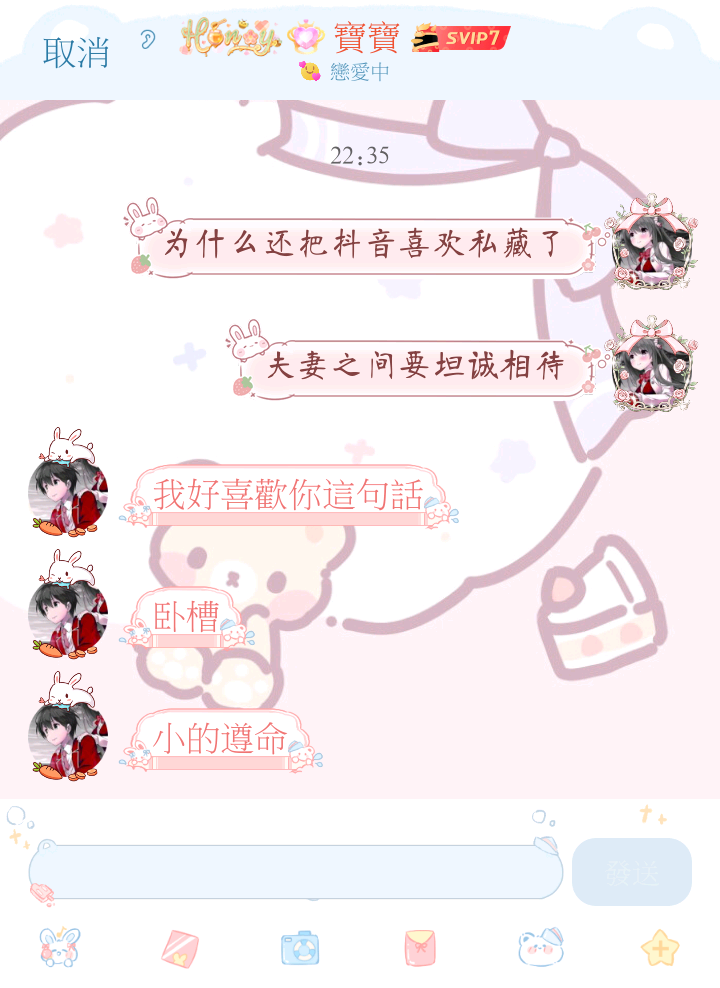 取消
Honey
寶寶
SVIP7
戀愛中
22:35
为什么还把抖音喜欢私藏了
夫妻之间要坦诚相待
我好喜歡你這句話
卧槽
小的遵命
發送